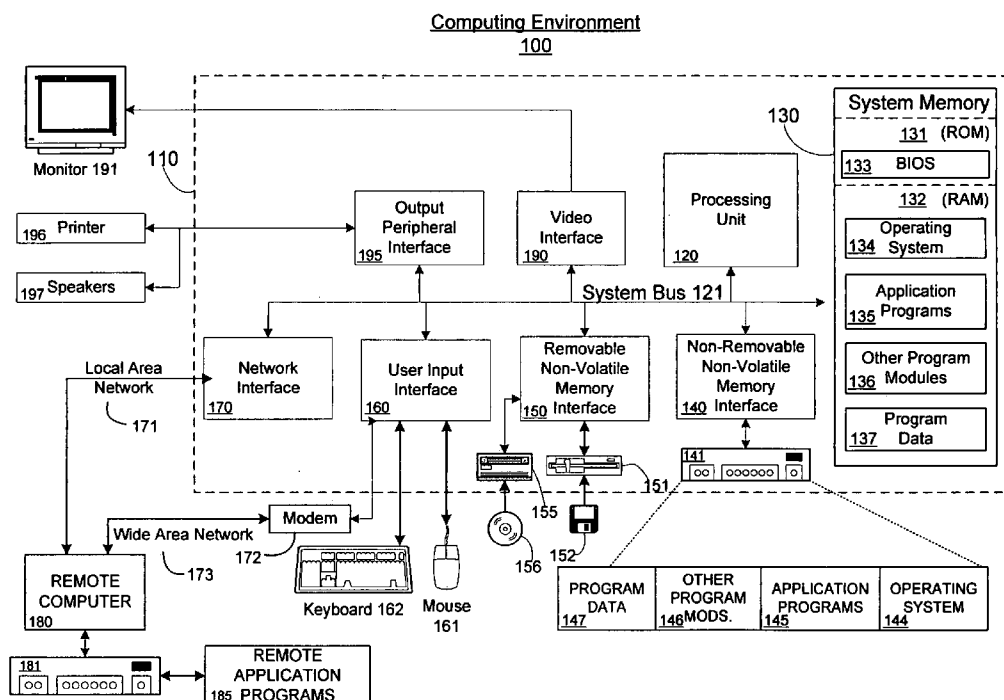 Computing Environment
100
Monitor 191
110
130
System Memory
131 (ROM)
133 BIOS
132 (RAM)
134 Operating
System
135 Application
Programs
136 Other Program
Modules
137 Program
Data
196 Printer
197 Speakers
Output
Peripheral
Interface
195
Video
Interface
190
Processing
Unit
120
System Bus 121
Local Area
Network
171
Network
Interface
170
User Input
Interface
160
Removable
Non-Volatile
Memory
150 Interface
Non-Removable
Non-Volatile
Memory
140 Interface
141
151
155
152
156
Modem
172
Wide Area Network
173
Keyboard 162
Mouse
161
REMOTE
COMPUTER
180
181
REMOTE
APPLICATION
185 PROGRAMS
PROGRAM
DATA
147
OTHER
PROGRAM
146 MODS.
APPLICATION
PROGRAMS
145
OPERATING
SYSTEM
144